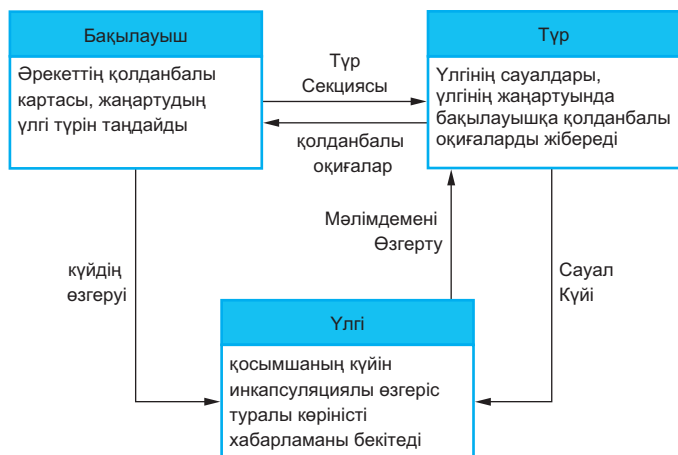 Бақылауыш
Әрекеттің қолданбалы
картасы, жаңартудың
үлгі түрін таңдайды
Түр
Секциясы
қолданбалы
оқиғалар
Түр
Үлгінің сауалдары,
үлгінің жаңартуында
бақылауышқа қолданбалы
оқиғаларды жібереді
Мәлімдемені
Өзгерту
күйдің
өзгеруі
Сауал
Күйі
Үлгі
қосымшаның күйін
инкапсуляциялы өзгеріс
туралы көріністі
хабарламаны бекітеді